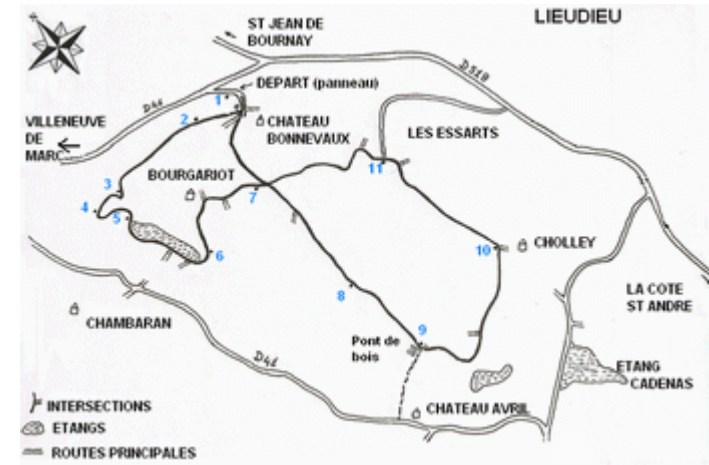 LIEUDIEU
ST JEAN DE
BOURNAY
D518
D41
DEPART (panneau)
1
2
CHATEAU
BONNEVAUX
VILLENEUVE
DE
MARC
LES ESSARTS
BOURGARIOT
11
3
7
4
5
6
10
CHOLLEY
8
LA COTE
ST ANDRE
9
CHAMBARAN
Pont de
bois
D41
ETANG
CADENAS
INTERSECTIONS
CHATEAU AVRIL
ETANGS
ROUTES PRINCIPALES